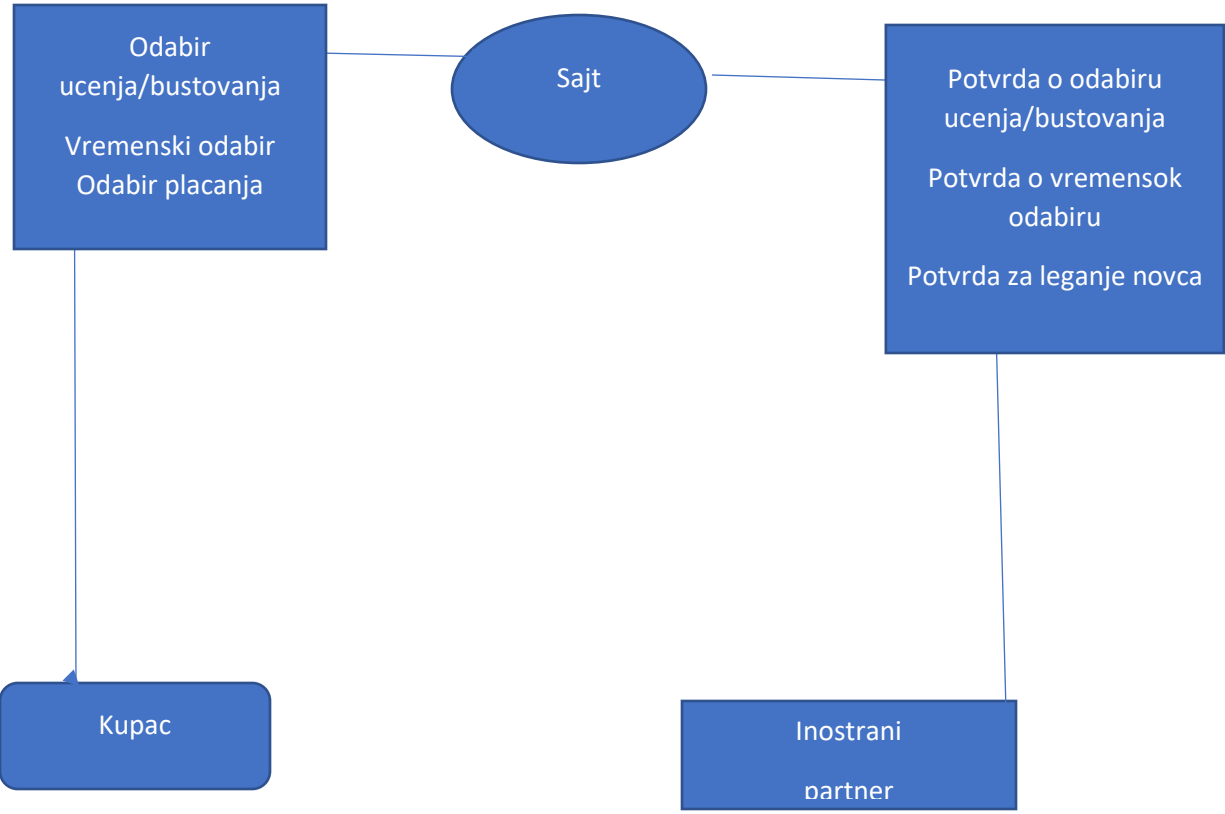 Odabir
ucenja/bustovanja
Vremenski odabir
Odabir placanja
Sajt
Potvrda o odabiru
ucenja/bustovanja
Potvrda o vremensok
odabiru
Potvrda za leganje novca
Kupac
Inostrani
partner